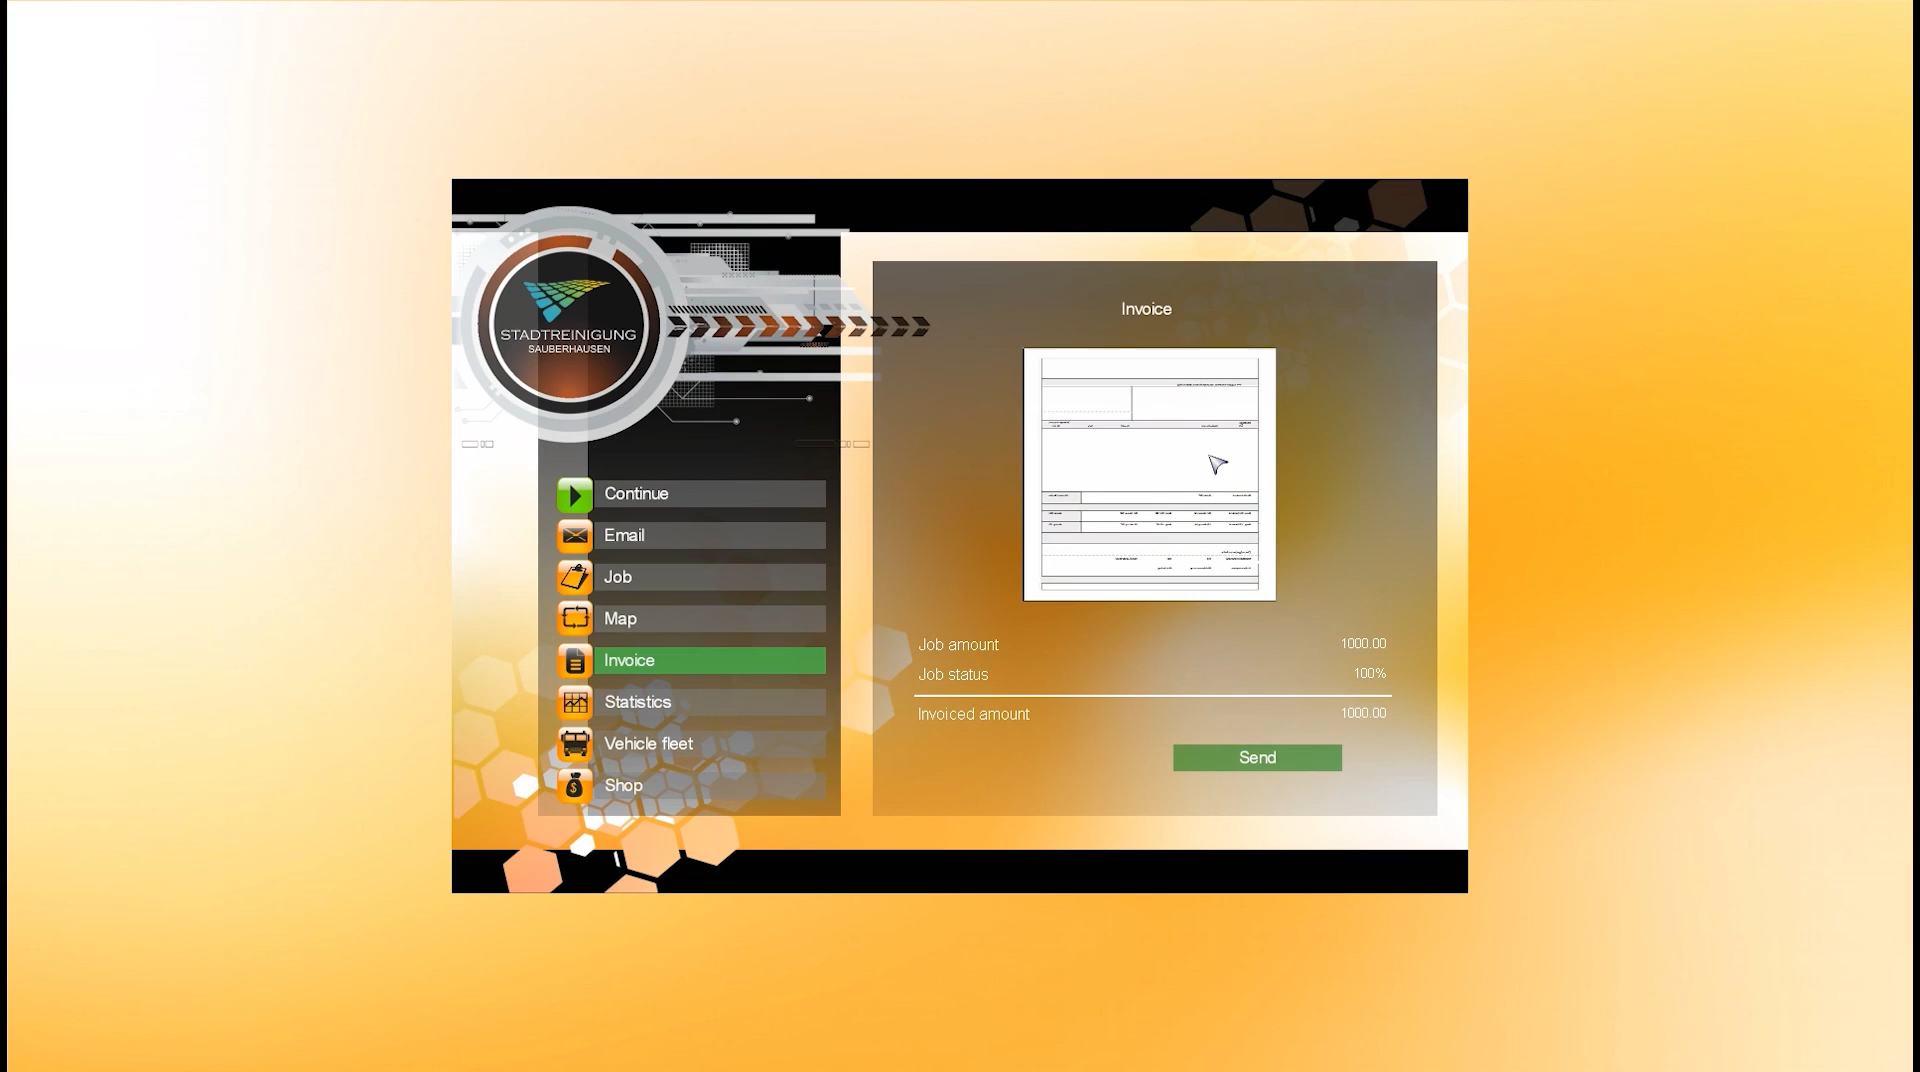 STADTREINIGUNG
SAUBERHAUSEN
Continue
Email
Job
Map
Invoice
Statistics
Vehicle fleet
Shop
Invoice
Job amount 1000.00
Job status 100%
Invoiced amount 1000.00
Send